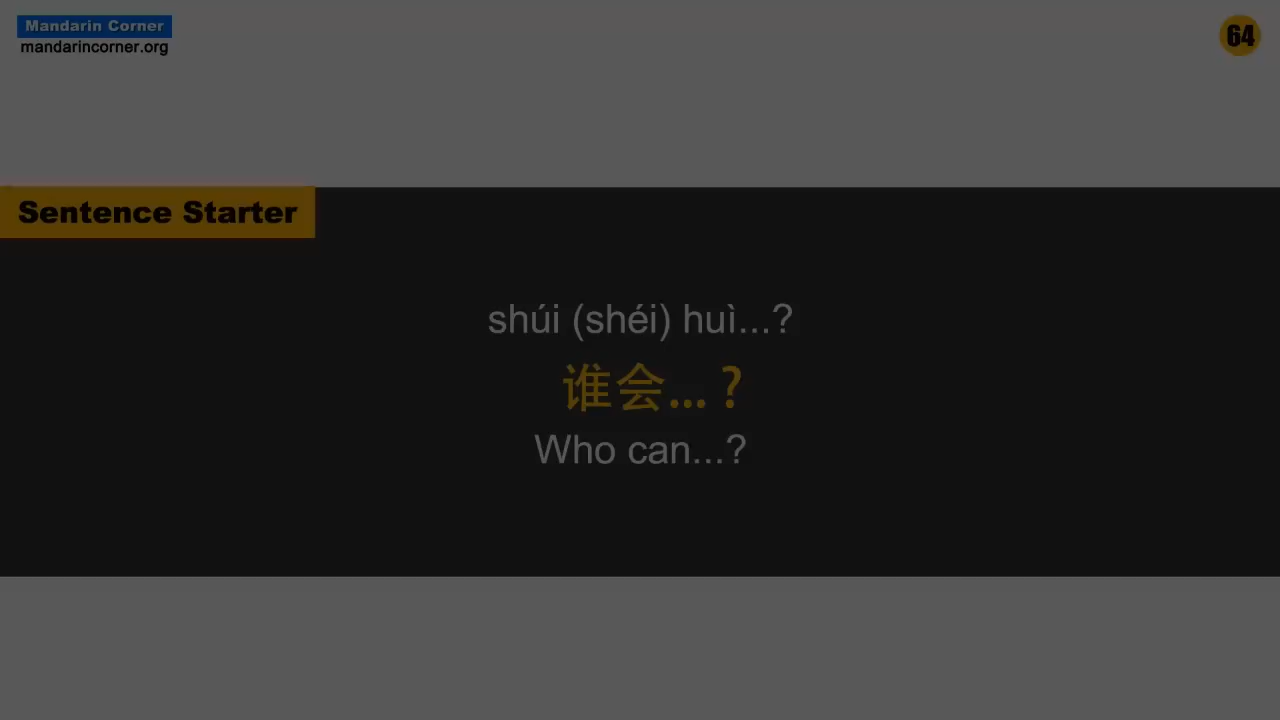 Mandarin Corner
mandarincorner.org
64
Sentence Starter
shúi (shéi) huì...?
谁会...？
Who can...?